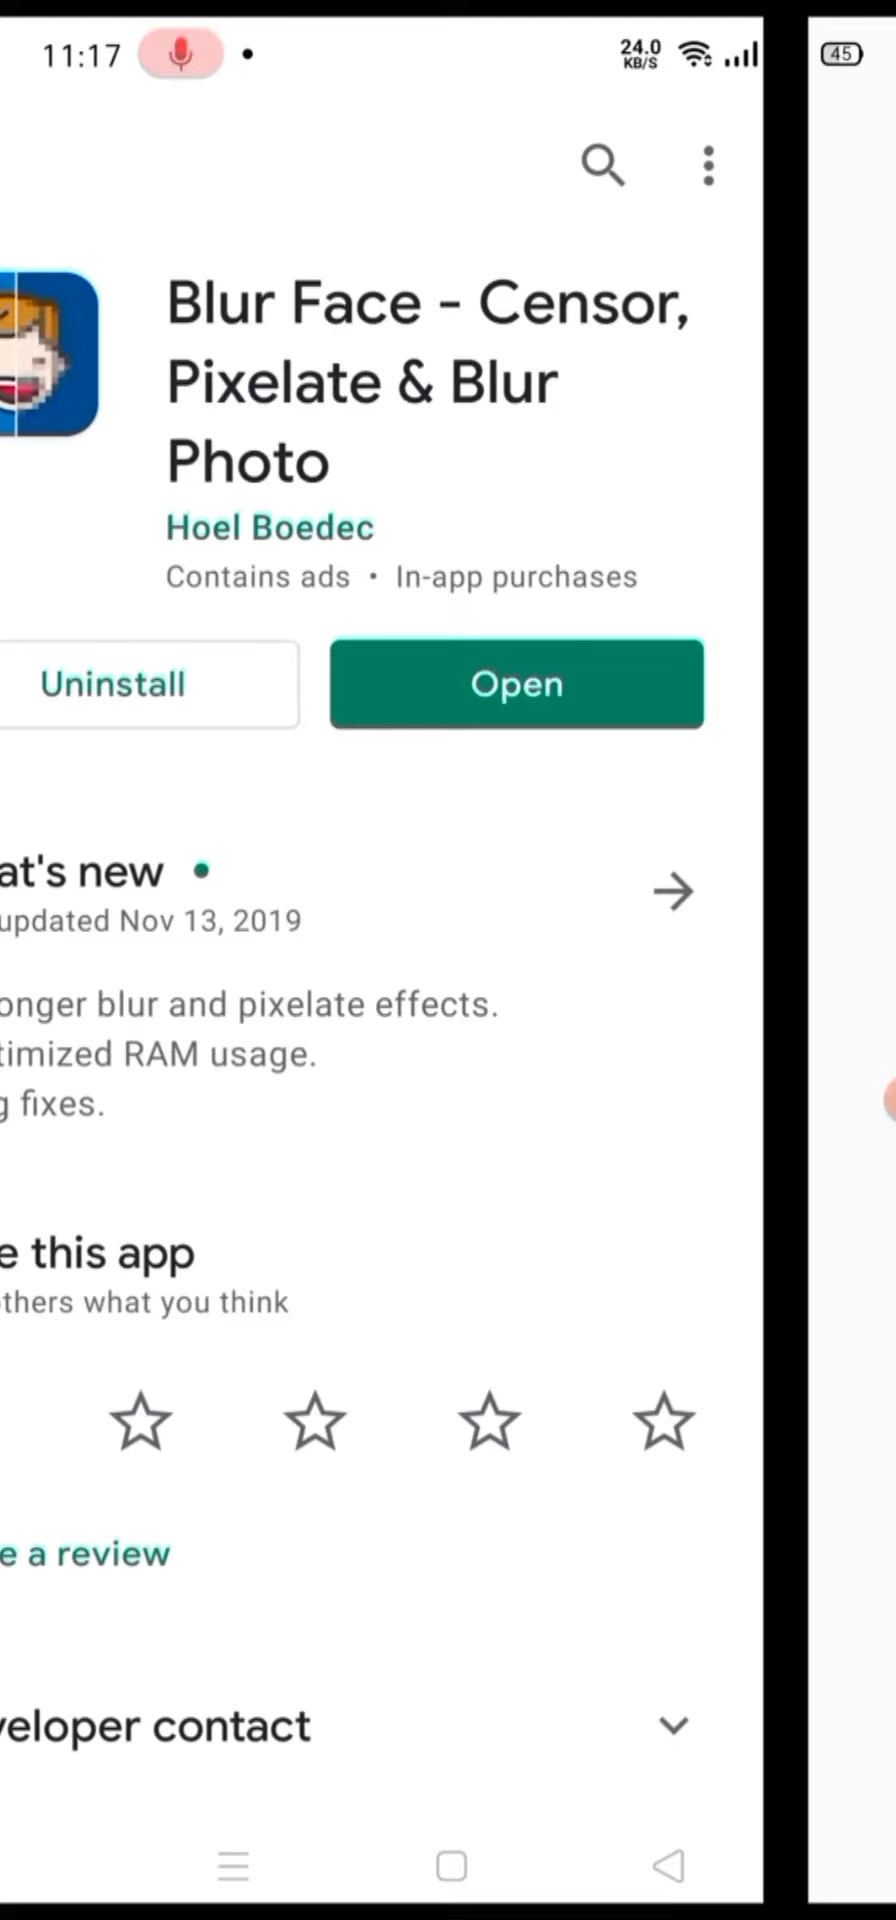 11:17
24.0
KB/S
45
Blur Face - Censor,
Pixelate & Blur
Photo
Hoel Boedec
Contains ads • In-app purchases
Uninstall
Open
at's new •
updated Nov 13, 2019
onger blur and pixelate effects.
timized RAM usage.
g fixes.
e this app
thers what you think
e a review
veloper contact